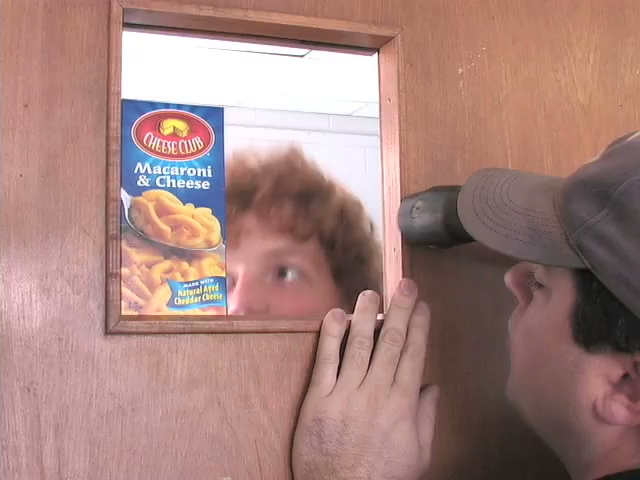 CHEESE CLUB
Macaroni
& Cheese
MADE WITH
Natural Aged
Cheddar Cheese